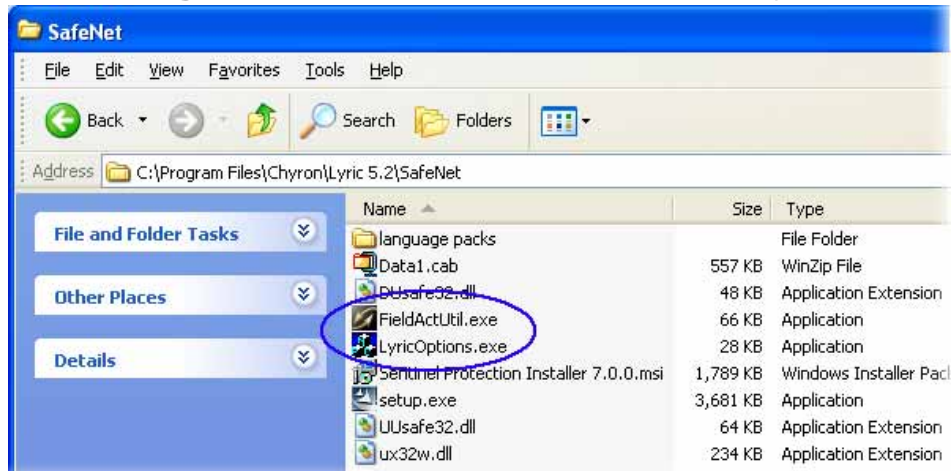 SafeNet
File Edit View Favorites Tools Help
Back Search Folders
Address C:\Program Files\Chyron\Lyric 5.2\SafeNet
File and Folder Tasks
Other Places
Details
Name Size Type
language packs File Folder
Data1.cab 557 KB WinZip File
DUsafe32.dll 48 KB Application Extension
FieldActUtil.exe 66 KB Application
LyricOptions.exe 28 KB Application
Sentinel Protection Installer 7.0.0.msi 1,789 KB Windows Installer Pac
setup.exe 3,681 KB Application
UUsafe32.dll 64 KB Application Extension
ux32w.dll 234 KB Application Extension